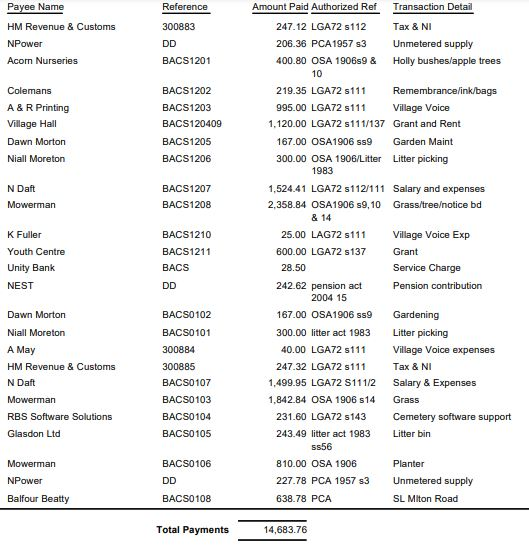 Payee Name Reference Amount Paid Authorized Ref Transaction Detail
HM Revenue & Customs 300883 247.12 LGA72 s112 Tax & NI
NPower DD 206.36 PCA1957 s3 Unmetered supply
Acorn Nurseries BACS1201 400.80 OSA 1906s9 & Holly bushes/apple trees
10
Colemans BACS1202 219.35 LGA72 s111 Remembrance/ink/bags
A & R Printing BACS1203 995.00 LGA72 s111 Village Voice
Village Hall BACS120409 1,120.00 LGA72 s111/137 Grant and Rent
Dawn Morton BACS1205 167.00 OSA1906 ss9 Garden Maint
Niall Moreton BACS1206 300.00 OSA 1906/Litter Litter picking
1983
N Daft BACS1207 1,524.41 LGA72 s112/111 Salary and expenses
Mowerman BACS1208 2,358.84 OSA1906 s9,10 Grass/tree/notice bd
& 14
K Fuller BACS1210 25.00 LAG72 s111 Village Voice Exp
Youth Centre BACS1211 600.00 LGA72 s137 Grant
Unity Bank BACS 28.50 Service Charge
NEST DD 242.62 pension act Pension contribution
2004 15
Dawn Morton BACS0102 167.00 OSA1906 ss9 Gardening
Niall Moreton BACS0101 300.00 litter act 1983 Litter picking
A May 300884 40.00 LGA72 s111 Village Voice expenses
HM Revenue & Customs 300885 247.32 LGA72 s111 Tax & NI
N Daft BACS0107 1,499.95 LGA72 S111/2 Salary & Expenses
Mowerman BACS0103 1,842.84 OSA 1906 s14 Grass
RBS Software Solutions BACS0104 231.60 LGA72 s143 Cemetery software support
Glasdon Ltd BACS0105 243.49 litter act 1983 Litter bin
ss56
Mowerman BACS0106 810.00 OSA 1906 Planter
NPower DD 227.78 PCA 1957 s3 Unmetered supply
Balfour Beatty BACS0108 638.78 PCA SL MIton Road
Total Payments 14,683.76